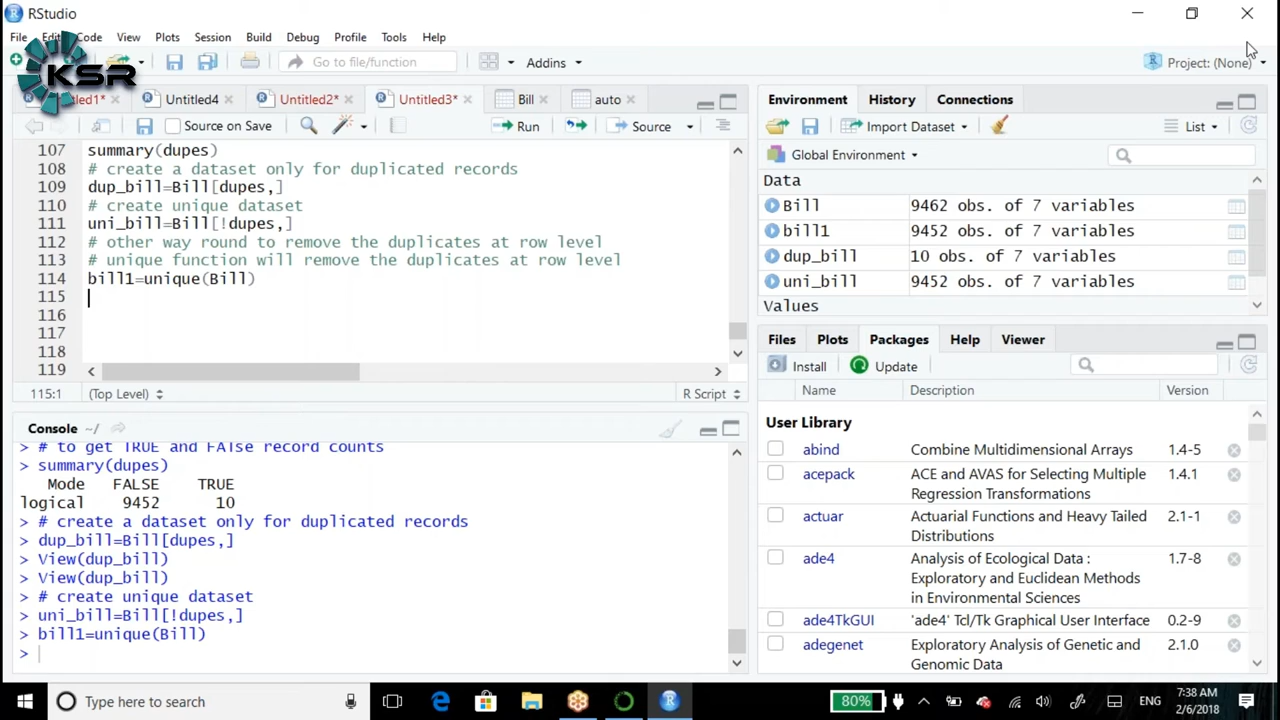 RStudio
File Edit Code View Plots Session Build Debug Profile Tools Help
KSR
Go to file/function
Addins
Project: (None)
Untitled4
Untitled2*
Untitled3*
Bill
auto
Source on Save
Run
Source
107 summary(dupes)
108 # create a dataset only for duplicated records
109 dup_bill=Bill[dupes,]
110 # create unique dataset
111 uni_bill=Bill[!dupes,]
112 # other way round to remove the duplicates at row level
113 # unique function will remove the duplicates at row level
114 bill1=unique(Bill)
115
116
117
118
119
115:1 (Top Level) R Script
Console ~/
> # to get TRUE and FAlse record counts
> summary(dupes)
Mode FALSE TRUE
logical 9452 10
> # create a dataset only for duplicated records
> dup_bill=Bill[dupes,]
> View(dup_bill)
> View(dup_bill)
> # create unique dataset
> uni_bill=Bill[!dupes,]
> bill1=unique(Bill)
>
Environment History Connections
Import Dataset
List
Global Environment
Data
Bill 9462 obs. of 7 variables
bill1 9452 obs. of 7 variables
dup_bill 10 obs. of 7 variables
uni_bill 9452 obs. of 7 variables
Values
Files Plots Packages Help Viewer
Install Update
Name Description Version
User Library
abind Combine Multidimensional Arrays 1.4-5
acepack ACE and AVAS for Selecting Multiple 1.4.1
Regression Transformations
actuar Actuarial Functions and Heavy Tailed 2.1-1
Distributions
ade4 Analysis of Ecological Data : 1.7-8
Exploratory and Euclidean Methods
in Environmental Sciences
ade4TkGUI 'ade4' Tcl/Tk Graphical User Interface 0.2-9
adegenet Exploratory Analysis of Genetic and 2.1.0
Genomic Data
Type here to search
80%
ENG
7:38 AM
2/6/2018